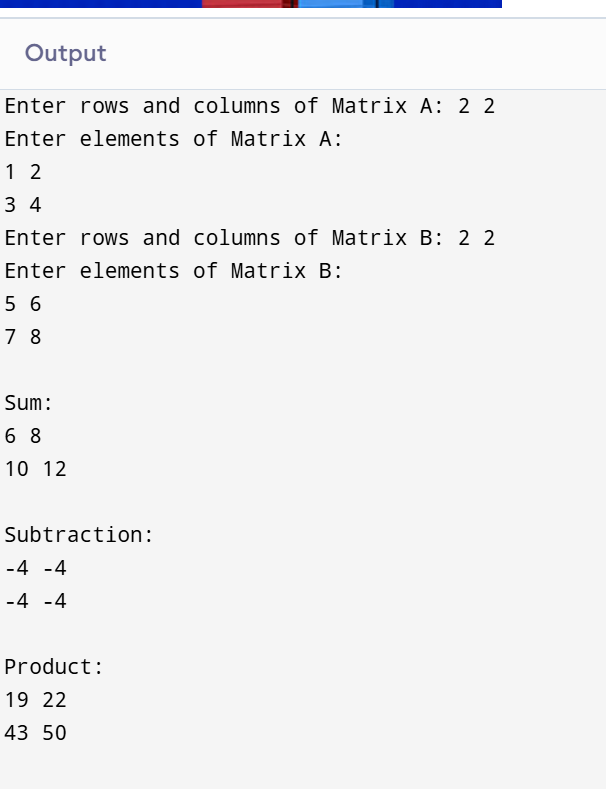 Output
Enter rows and columns of Matrix A: 2 2
Enter elements of Matrix A:
1 2
3 4
Enter rows and columns of Matrix B: 2 2
Enter elements of Matrix B:
5 6
7 8
Sum:
6 8
10 12
Subtraction:
-4 -4
-4 -4
Product:
19 22
43 50